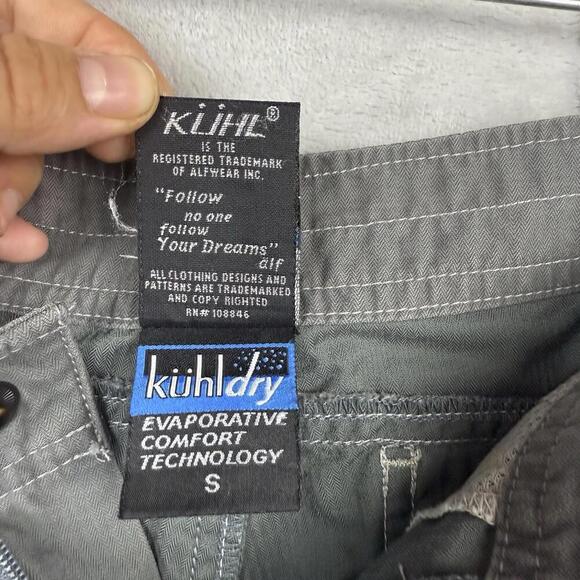 KÜHL®
IS THE
REGISTERED TRADEMARK
OF ALFWEAR INC.
"Follow
no one
follow
Your Dreams"
alf
ALL CLOTHING DESIGNS AND
PATTERNS ARE TRADEMARKED
AND COPY RIGHTED
RN# 108846
kühldry
EVAPORATIVE
COMFORT
TECHNOLOGY
S